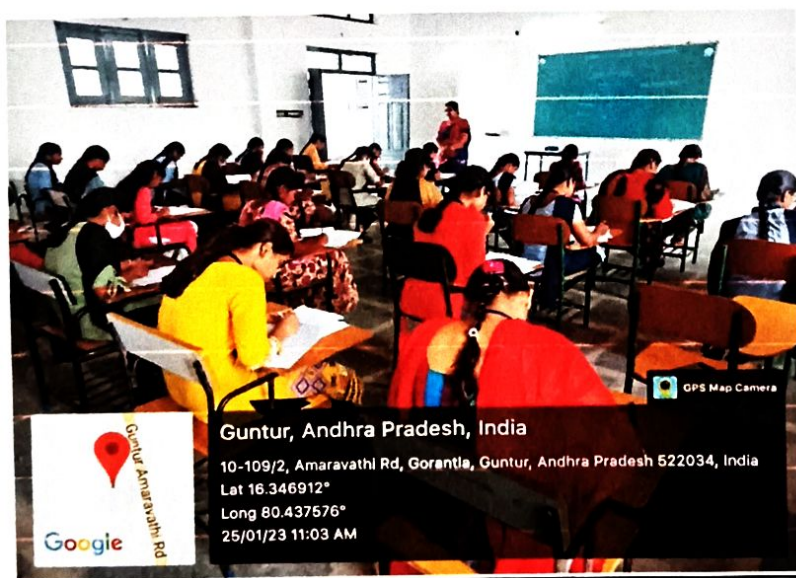 GPS Map Camera
Guntur, Andhra Pradesh, India
10-109/2, Amaravathi Rd, Gorantla, Guntur, Andhra Pradesh 522034, India
Lat 16.346912°
Long 80.437576°
25/01/23 11:03 AM
Guntur Amaravathi Rd
Google